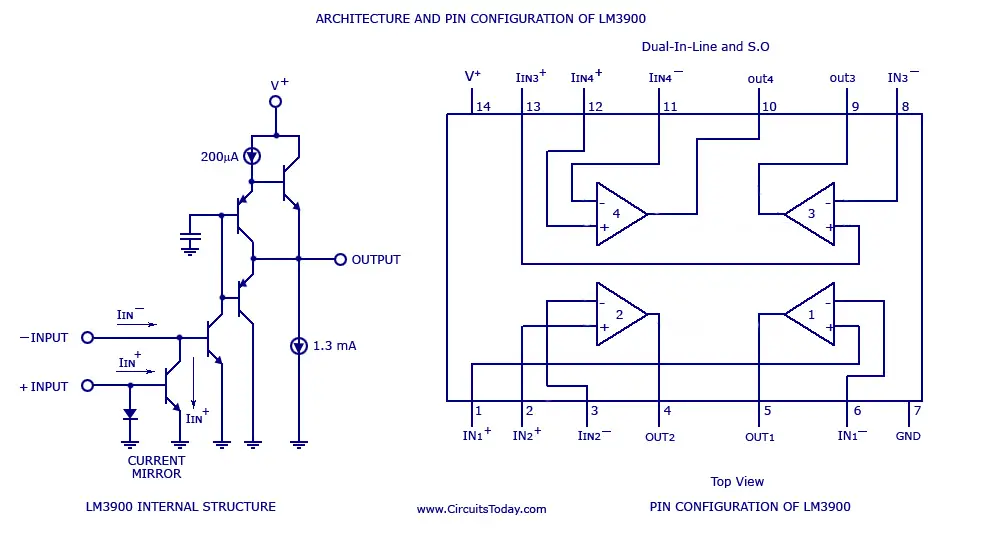 ARCHITECTURE AND PIN CONFIGURATION OF LM3900
Dual-In-Line and S.O
V+
200µA
OUTPUT
1.3 mA
IIN−
−INPUT
IIN+
+INPUT
IIN+
CURRENT
MIRROR
LM3900 INTERNAL STRUCTURE
V+ IIN3+ IIN4+ IIN4− out4 out3 IN3−
14 13 12 11 10 9 8
- 4 +
- 3 +
- 2 +
- 1 +
1 2 3 4 5 6 7
IN1+ IN2+ IIN2− OUT2 OUT1 IN1− GND
Top View
PIN CONFIGURATION OF LM3900
www.CircuitsToday.com